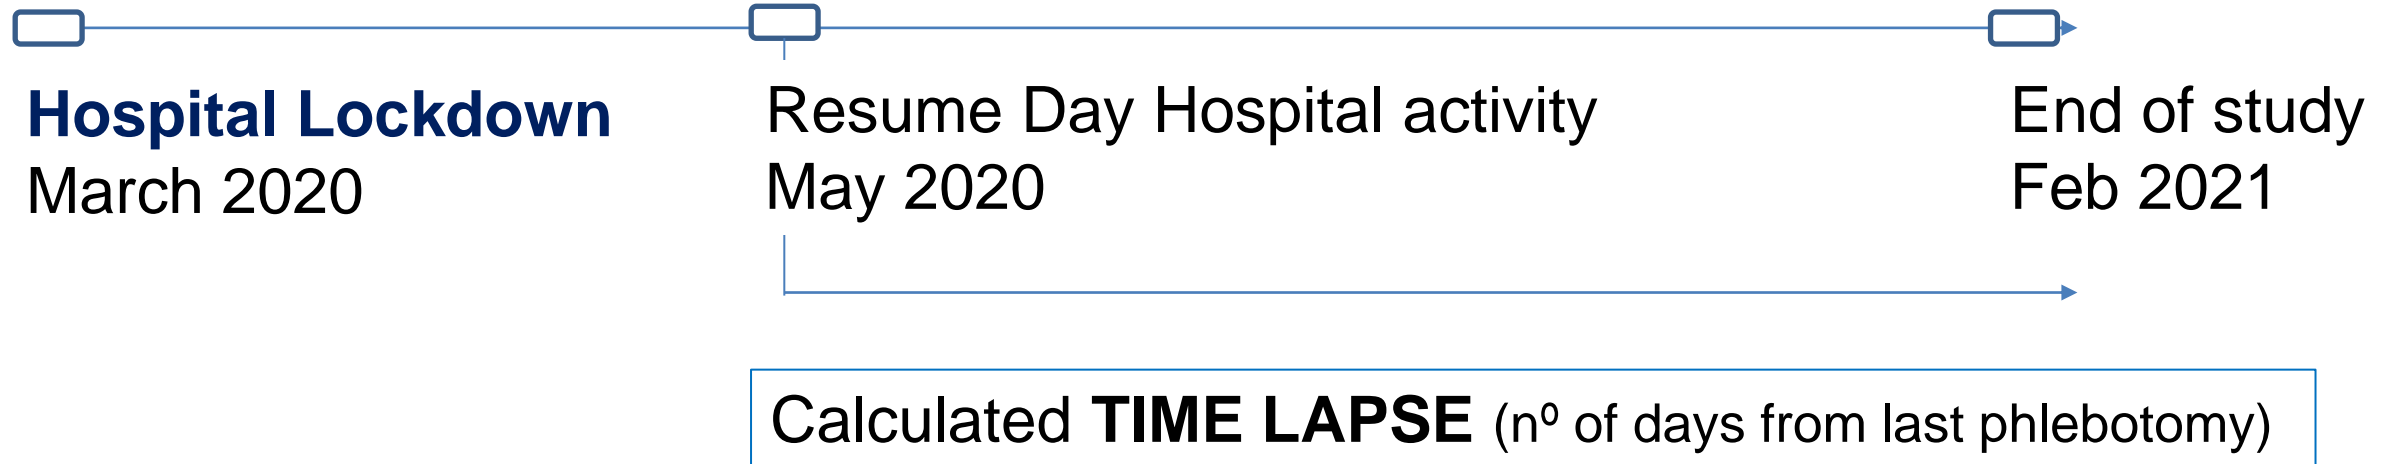 Hospital Lockdown
March 2020
Resume Day Hospital activity
May 2020
End of study
Feb 2021
Calculated TIME LAPSE (nº of days from last phlebotomy)